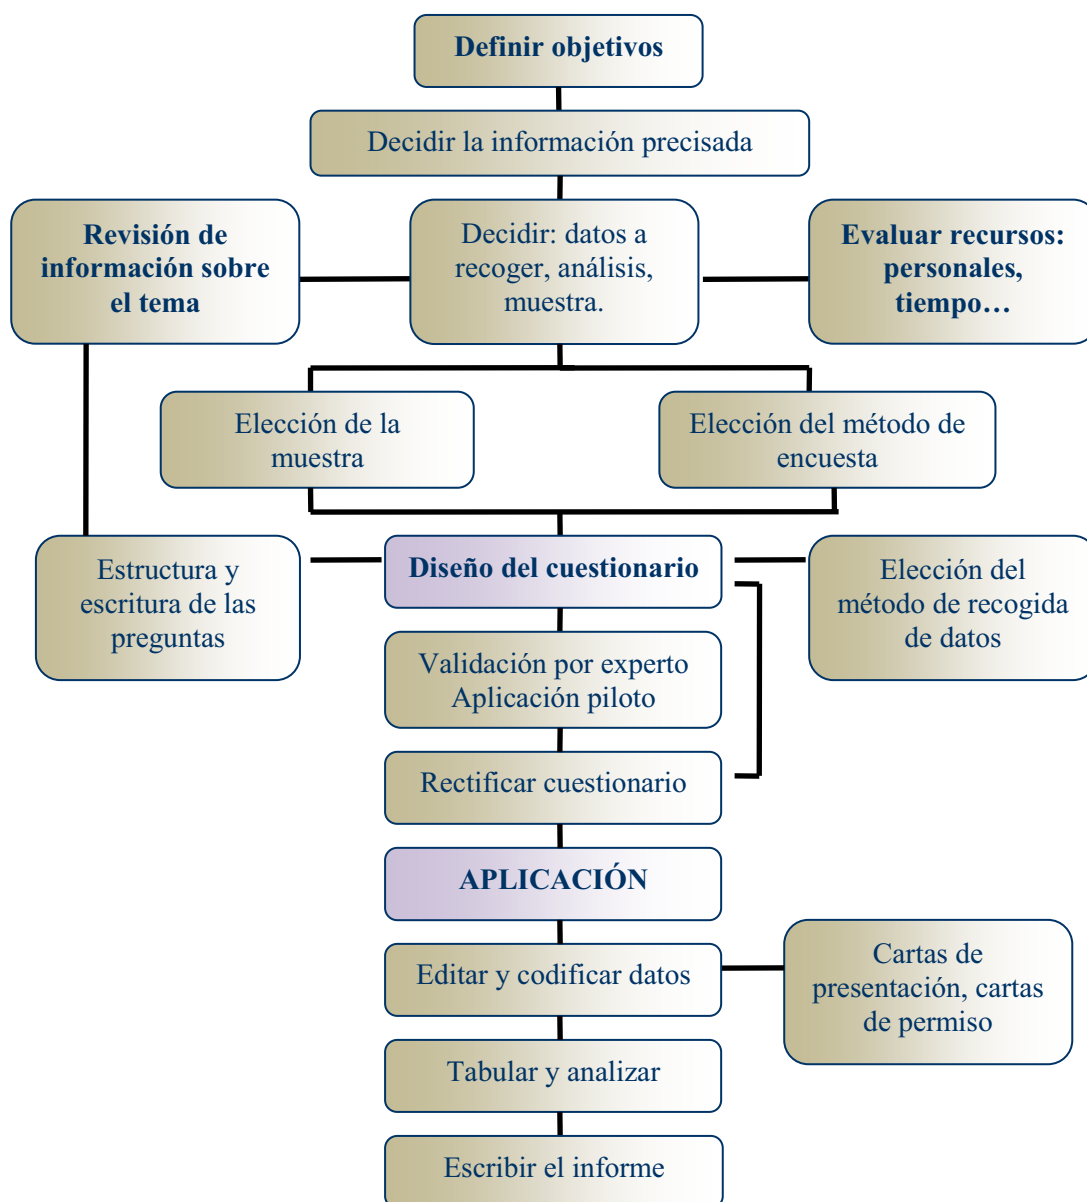 Definir objetivos
Decidir la información precisada
Revisión de
información sobre
el tema
Decidir: datos a
recoger, análisis,
muestra.
Evaluar recursos:
personales,
tiempo…
Elección de la
muestra
Elección del método de
encuesta
Estructura y
escritura de las
preguntas
Diseño del cuestionario
Elección del
método de recogida
de datos
Validación por experto
Aplicación piloto
Rectificar cuestionario
APLICACIÓN
Editar y codificar datos
Cartas de
presentación, cartas
de permiso
Tabular y analizar
Escribir el informe